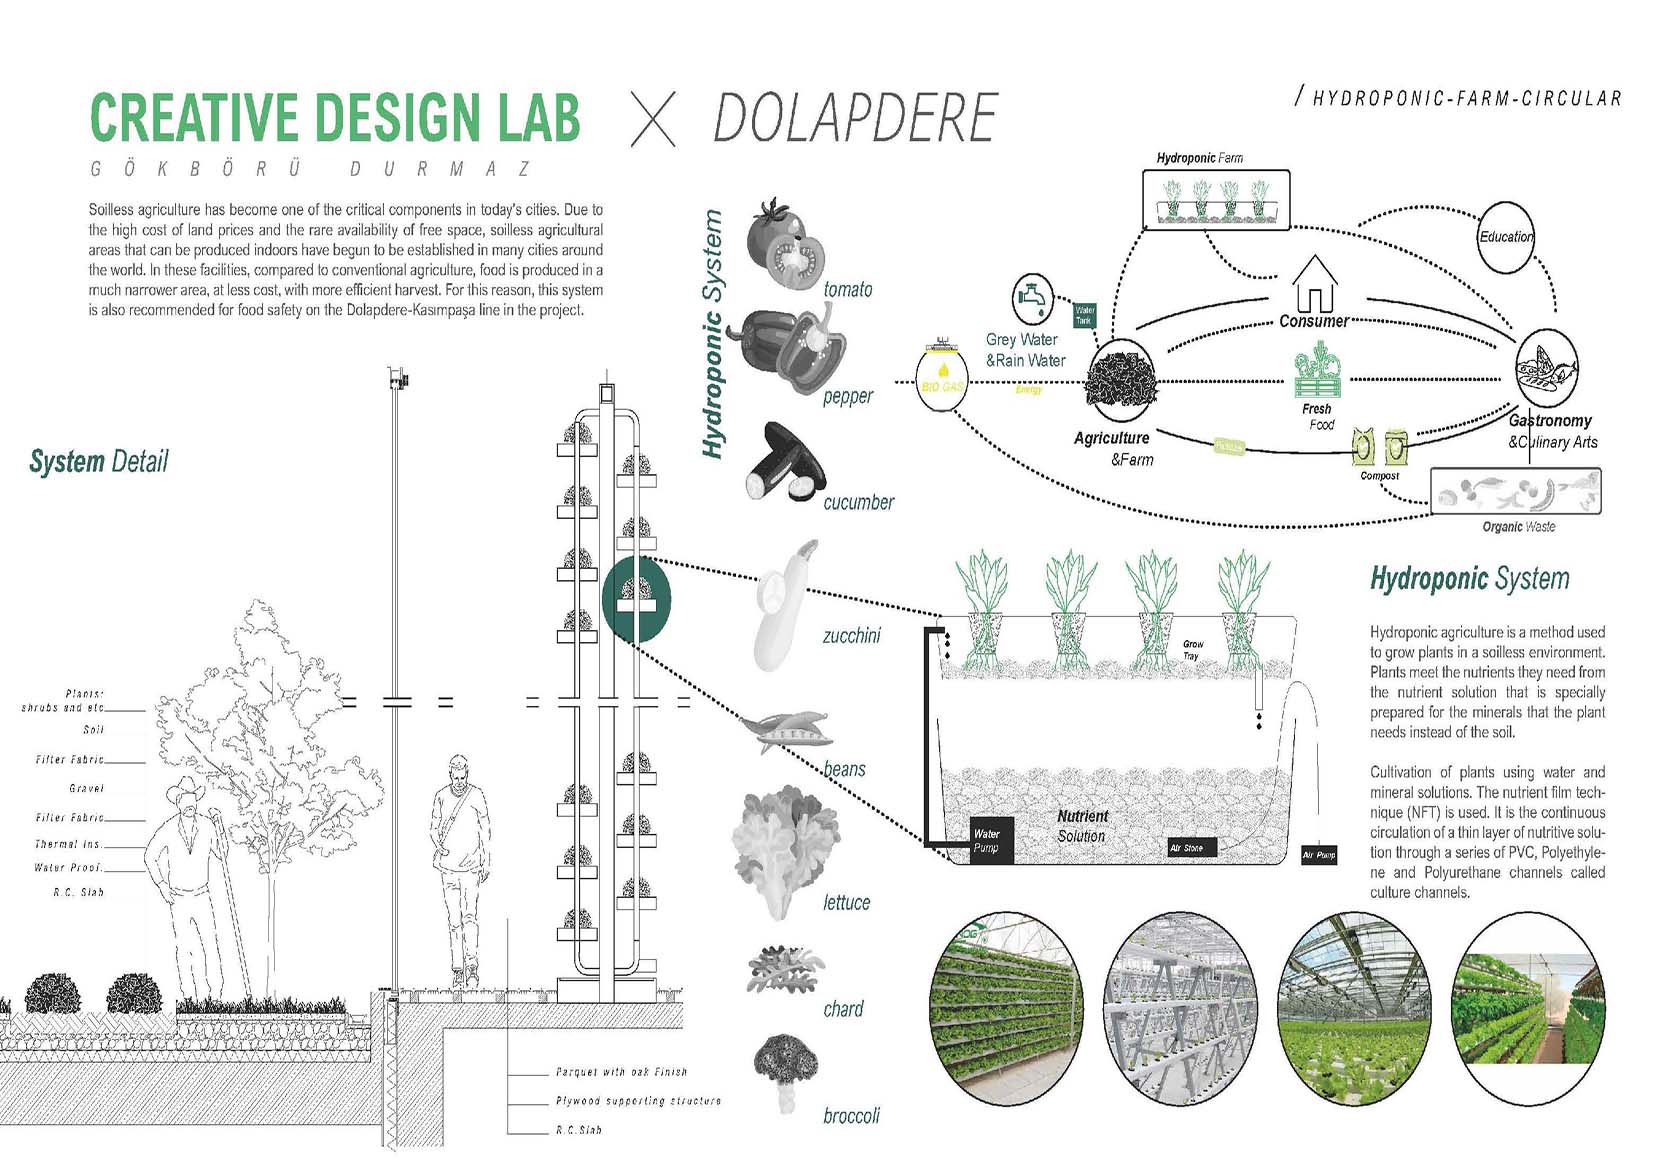 CREATIVE DESIGN LAB X DOLAPDERE
/ HYDROPONIC-FARM-CIRCULAR
GÖKBÖRÜ DURMAZ
Soilless agriculture has become one of the critical components in today's cities. Due to
the high cost of land prices and the rare availability of free space, soilless agricultural
areas that can be produced indoors have begun to be established in many cities around
the world. In these facilities, compared to conventional agriculture, food is produced in a
much narrower area, at less cost, with more efficient harvest. For this reason, this system
is also recommended for food safety on the Dolapdere-Kasımpaşa line in the project.
System Detail
Plants:
shrubs and etc
Soil
Filter Fabric
Gravel
Filter Fabric
Thermal Ins.
Water Proof.
R.C. Slab
Parquet with oak Finish
Plywood supporting structure
R.C.Slab
Hydroponic System
tomato
pepper
cucumber
zucchini
beans
lettuce
chard
broccoli
Hydroponic Farm
Education
Consumer
Water
Tank
Grey Water
&Rain Water
BIO GAS
Energy
Agriculture
&Farm
Fresh
Food
Gastronomy
&Culinary Arts
Compost
Organic Waste
Grow
Tray
Nutrient
Solution
Water
Pump
Air Stone
Air Pump
Hydroponic System
Hydroponic agriculture is a method used
to grow plants in a soilless environment.
Plants meet the nutrients they need from
the nutrient solution that is specially
prepared for the minerals that the plant
needs instead of the soil.
Cultivation of plants using water and
mineral solutions. The nutrient film tech-
nique (NFT) is used. It is the continuous
circulation of a thin layer of nutritive solu-
tion through a series of PVC, Polyethyle-
ne and Polyurethane channels called
culture channels.